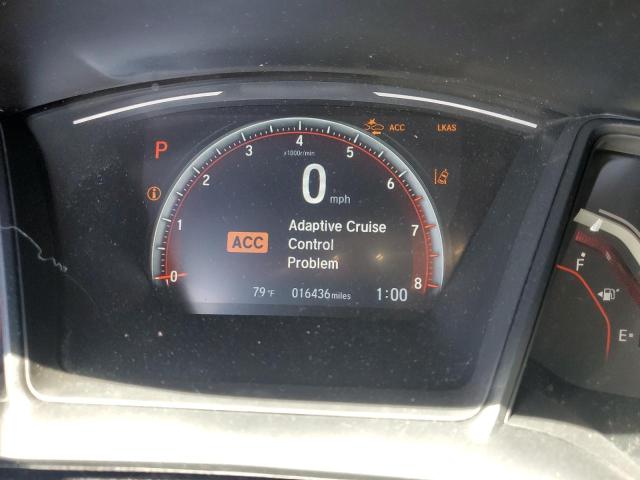 ACC LKAS
P
x1000r/min
0 1 2 3 4 5 6 7 8
0 mph
ACC
Adaptive Cruise
Control
Problem
79°F 016436 miles 1:00
F
E